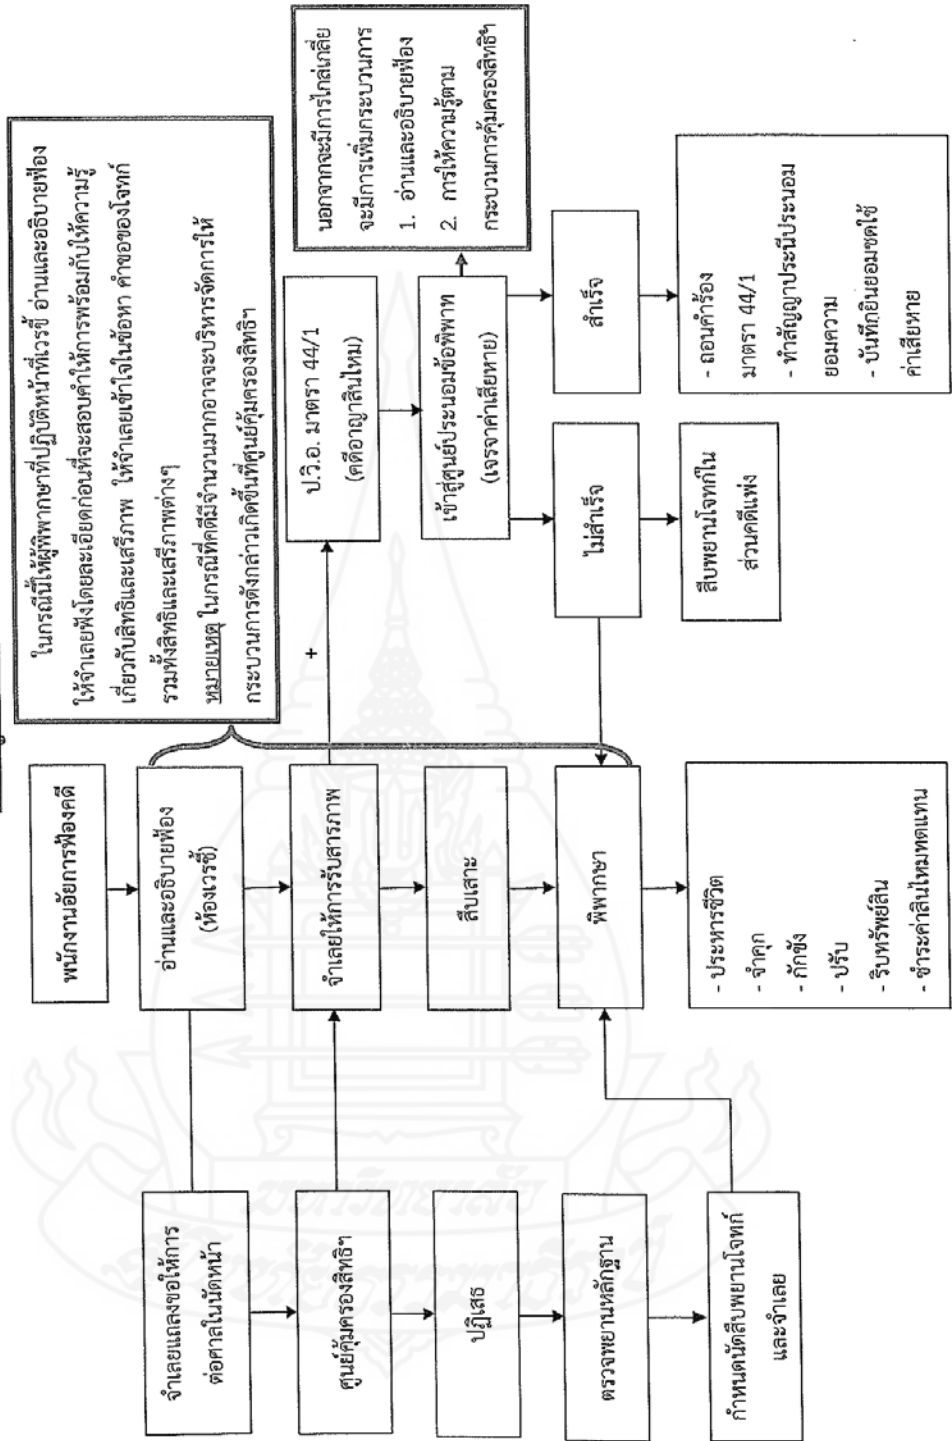 พนักงานอัยการฟ้องคดี
อ่านและอธิบายฟ้อง
(ห้องเวรชี้)
ในกรณีนี้ให้ผู้พิพากษาที่ปฏิบัติหน้าที่เวรชี้ อ่านและอธิบายฟ้อง
ให้จำเลยฟังโดยละเอียดก่อนที่จะสอบคำให้การพร้อมกับให้ความรู้
เกี่ยวกับสิทธิและเสรีภาพ ให้จำเลยเข้าใจในข้อหา คำขอของโจทก์
รวมทั้งสิทธิและเสรีภาพต่างๆ
หมายเหตุ ในกรณีที่คดีมีจำนวนมากอาจจะบริหารจัดการให้
กระบวนการดังกล่าวเกิดขึ้นที่ศูนย์คุ้มครองสิทธิฯ
จำเลยแถลงขอให้การ
ต่อศาลในนัดหน้า
ศูนย์คุ้มครองสิทธิฯ
ปฏิเสธ
ตรวจพยานหลักฐาน
กำหนดนัดสืบพยานโจทก์
และจำเลย
จำเลยให้การรับสารภาพ
สืบเสาะ
พิพากษา
- ประหารชีวิต
- จำคุก
- กักขัง
- ปรับ
- ริบทรัพย์สิน
- ชำระค่าสินไหมทดแทน
+
ป.วิ.อ. มาตรา 44/1
(คดีอาญาสินไหม)
เข้าสู่ศูนย์ประนอมข้อพิพาท
(เจรจาค่าเสียหาย)
นอกจากจะมีการไกล่เกลี่ย
จะมีการเพิ่มกระบวนการ
1. อ่านและอธิบายฟ้อง
2. การให้ความรู้ตาม
กระบวนการคุ้มครองสิทธิฯ
ไม่สำเร็จ
สืบพยานโจทก์ใน
ส่วนคดีแพ่ง
สำเร็จ
- ถอนคำร้อง
มาตรา 44/1
- ทำสัญญาประนีประนอม
ยอมความ
- บันทึกยินยอมชดใช้
ค่าเสียหาย